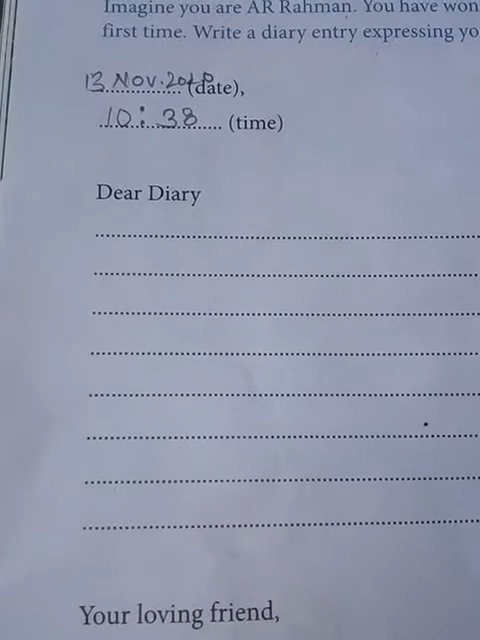 Imagine you are AR Rahman. You have won
first time. Write a diary entry expressing yo
13 Nov. (date),
10:38 (time)
Dear Diary
Your loving friend,